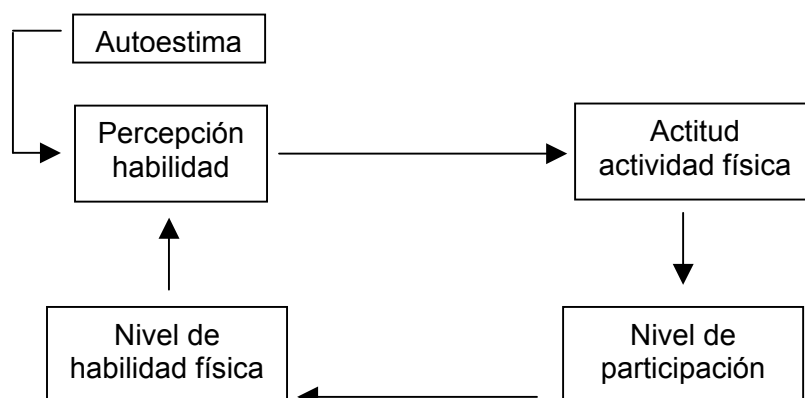 Autoestima
Percepción
habilidad
Actitud
actividad física
Nivel de
habilidad física
Nivel de
participación